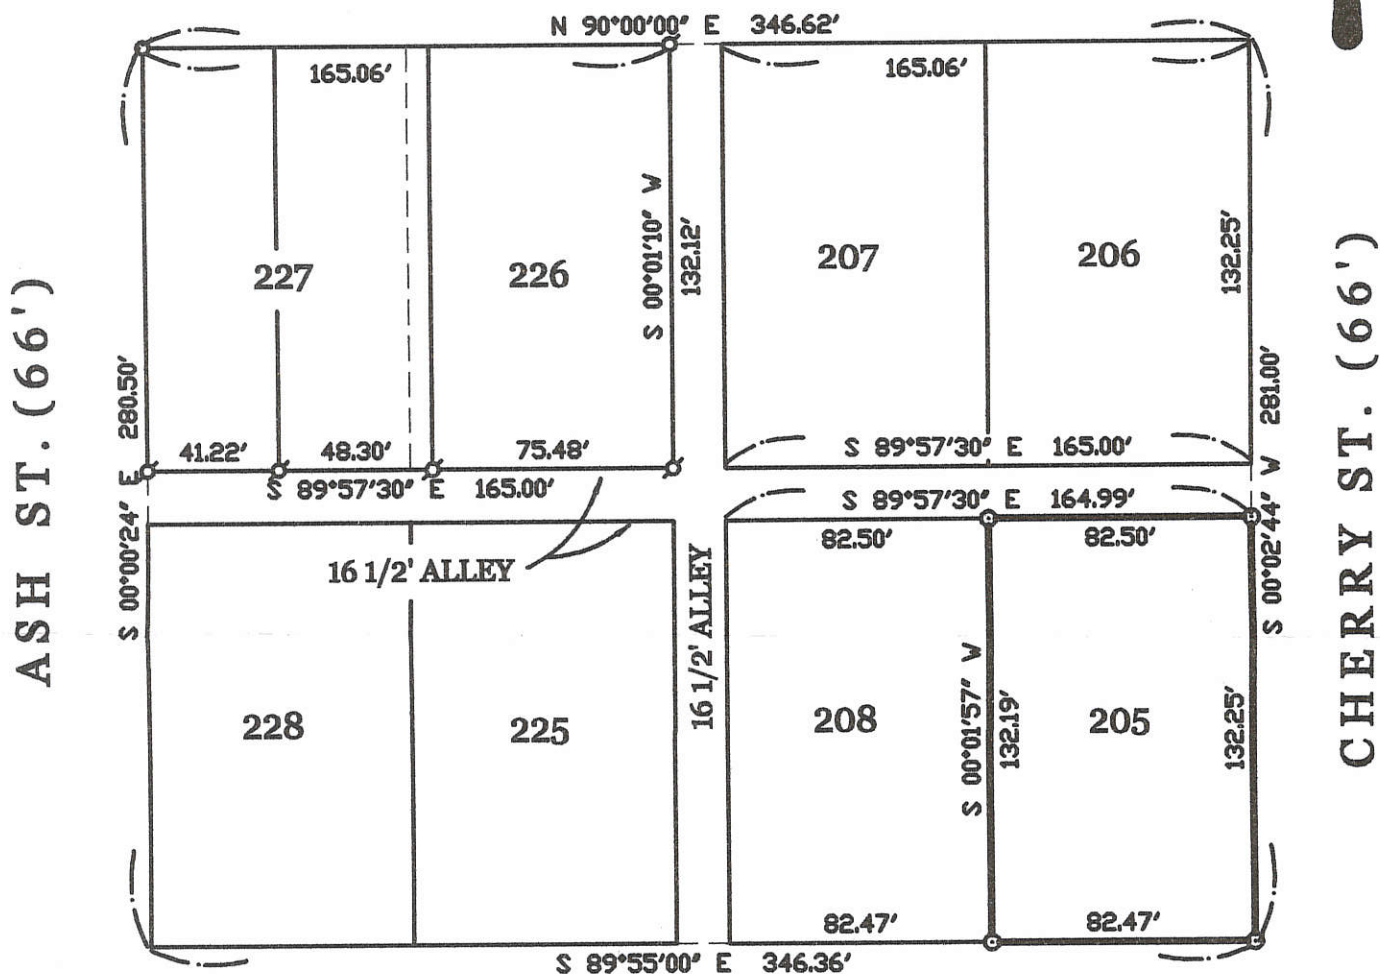 N 90°00'00" E 346.62'
165.06'
165.06'
ASH ST. (66')
280.50'
S 00°00'24" E
227
226
S 00°01'10" W
132.12'
207
206
132.25'
281.00'
S 00°02'44" W
CHERRY ST. (66')
41.22'
48.30'
75.48'
S 89°57'30" E 165.00'
S 89°57'30" E 165.00'
S 89°57'30" E 164.99'
82.50'
82.50'
16 1/2' ALLEY
16 1/2' ALLEY
228
225
208
S 00°01'57" W
132.19'
205
132.25'
82.47'
82.47'
S 89°55'00" E 346.36'